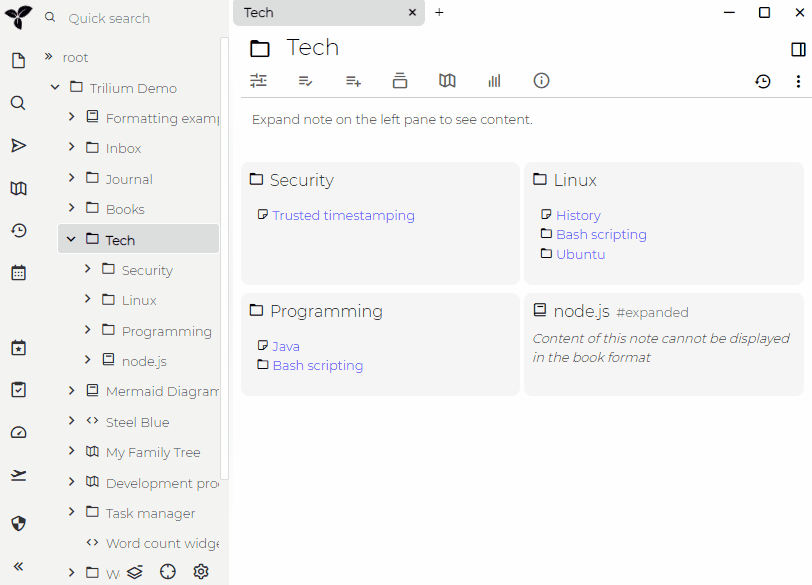 Quick search
Tech
root
Trilium Demo
Formatting examp
Inbox
Journal
Books
Tech
Security
Linux
Programming
node.js
Mermaid Diagram
Steel Blue
My Family Tree
Development pro
Task manager
Word count widge
Tech
Expand note on the left pane to see content.
Security
Trusted timestamping
Linux
History
Bash scripting
Ubuntu
Programming
Java
Bash scripting
node.js #expanded
Content of this note cannot be displayed
in the book format